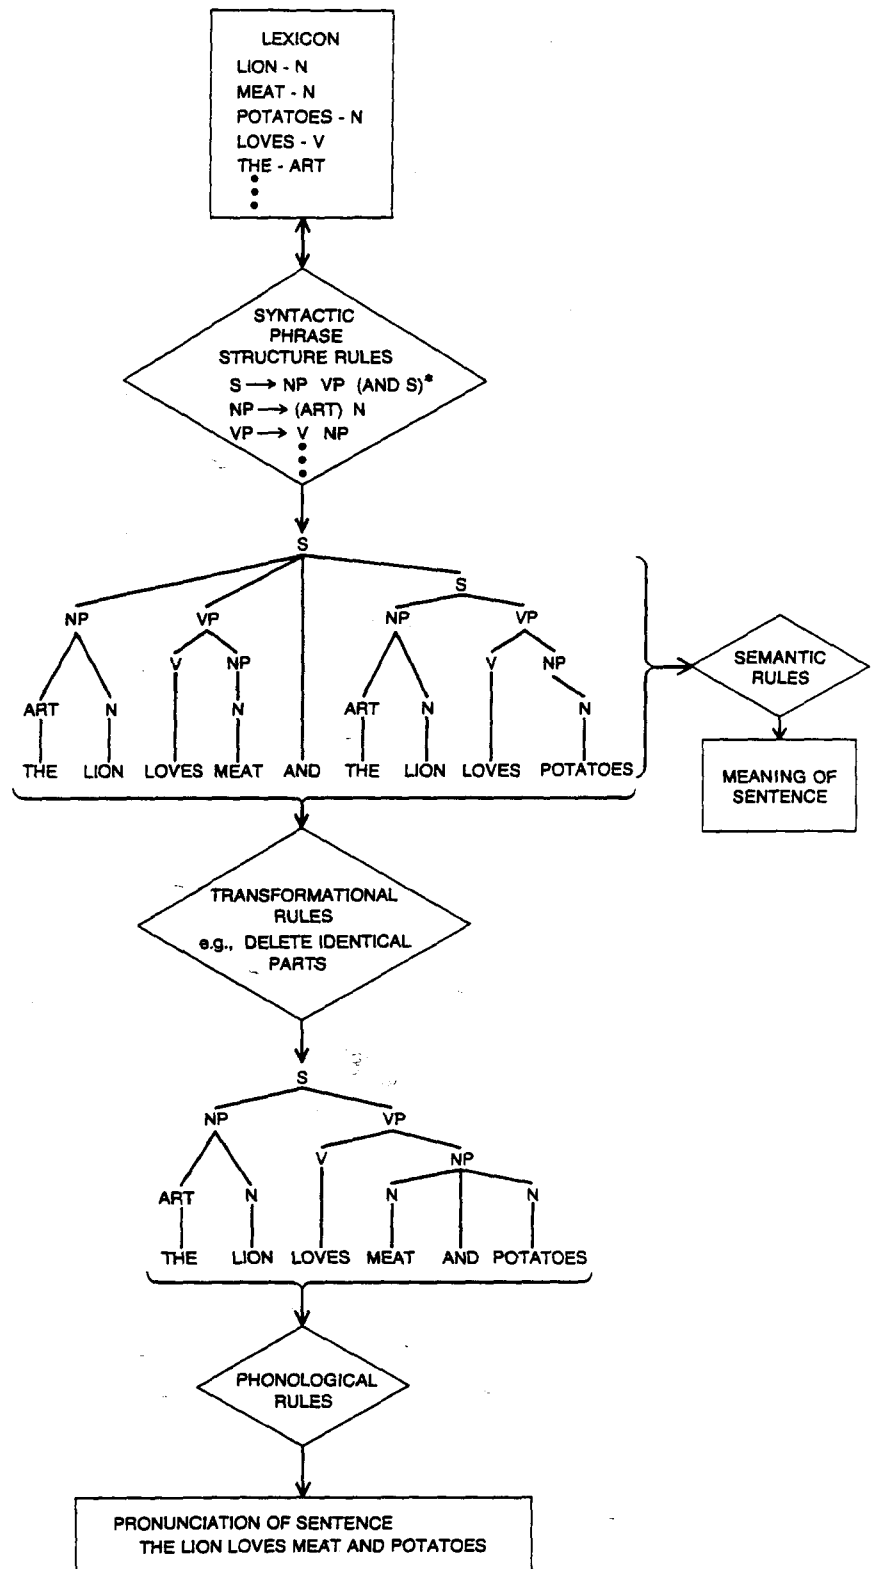 LEXICON
LION - N
MEAT - N
POTATOES - N
LOVES - V
THE - ART
SYNTACTIC
PHRASE
STRUCTURE RULES
S → NP VP (AND S)*
NP → (ART) N
VP → V NP
S
S
NP VP NP VP
V NP V NP
ART N N ART N N
THE LION LOVES MEAT AND THE LION LOVES POTATOES
SEMANTIC
RULES
MEANING OF
SENTENCE
TRANSFORMATIONAL
RULES
e.g., DELETE IDENTICAL
PARTS
S
NP VP
V NP
ART N N N
THE LION LOVES MEAT AND POTATOES
PHONOLOGICAL
RULES
PRONUNCIATION OF SENTENCE
THE LION LOVES MEAT AND POTATOES